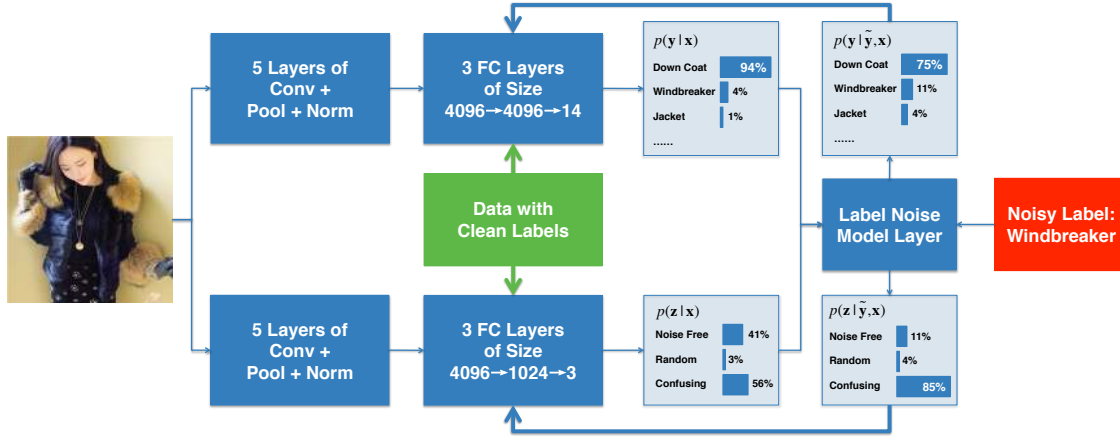 5 Layers of
Conv +
Pool + Norm
3 FC Layers
of Size
4096→4096→14
p(y | x)
Down Coat 94%
Windbreaker 4%
Jacket 1%
......
p(y | ỹ,x)
Down Coat 75%
Windbreaker 11%
Jacket 4%
......
Data with
Clean Labels
Label Noise
Model Layer
Noisy Label:
Windbreaker
5 Layers of
Conv +
Pool + Norm
3 FC Layers
of Size
4096→1024→3
p(z | x)
Noise Free 41%
Random 3%
Confusing 56%
p(z | ỹ,x)
Noise Free 11%
Random 4%
Confusing 85%